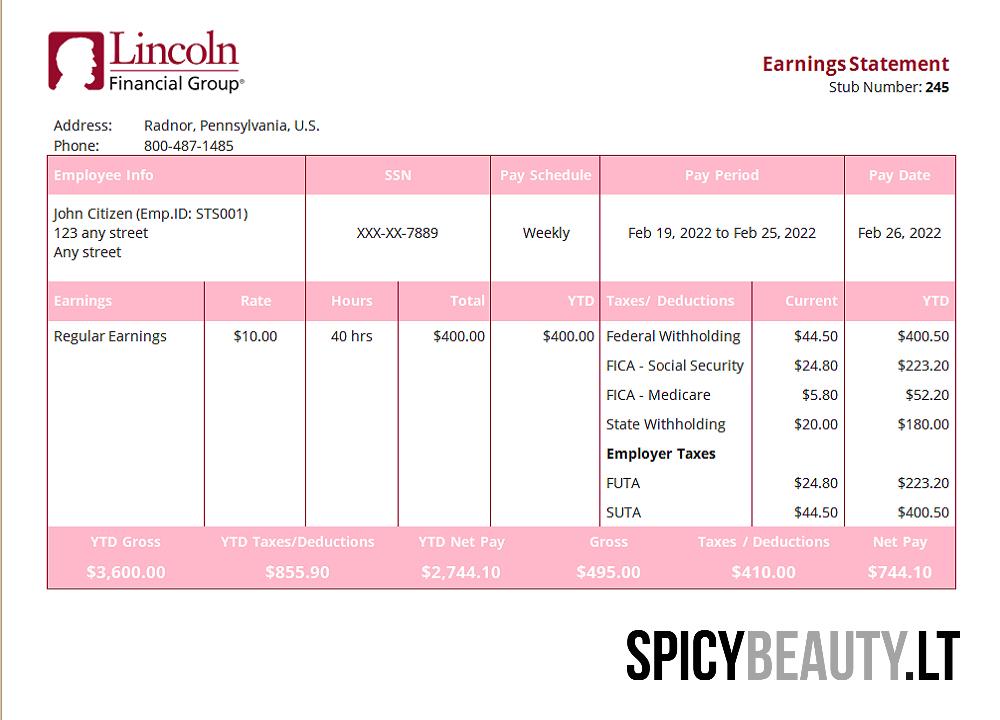 Lincoln
Financial Group®
Earnings Statement
Stub Number: 245
Address: Radnor, Pennsylvania, U.S.
Phone: 800-487-1485
Employee Info SSN Pay Schedule Pay Period Pay Date
John Citizen (Emp.ID: STS001)
123 any street XXX-XX-7889 Weekly Feb 19, 2022 to Feb 25, 2022 Feb 26, 2022
Any street
Earnings Rate Hours Total YTD Taxes/ Deductions Current YTD
Regular Earnings $10.00 40 hrs $400.00 $400.00 Federal Withholding $44.50 $400.50
FICA - Social Security $24.80 $223.20
FICA - Medicare $5.80 $52.20
State Withholding $20.00 $180.00
Employer Taxes
FUTA $24.80 $223.20
SUTA $44.50 $400.50
YTD Gross YTD Taxes/Deductions YTD Net Pay Gross Taxes / Deductions Net Pay
$3,600.00 $855.90 $2,744.10 $495.00 $410.00 $744.10
SPICYBEAUTY.LT